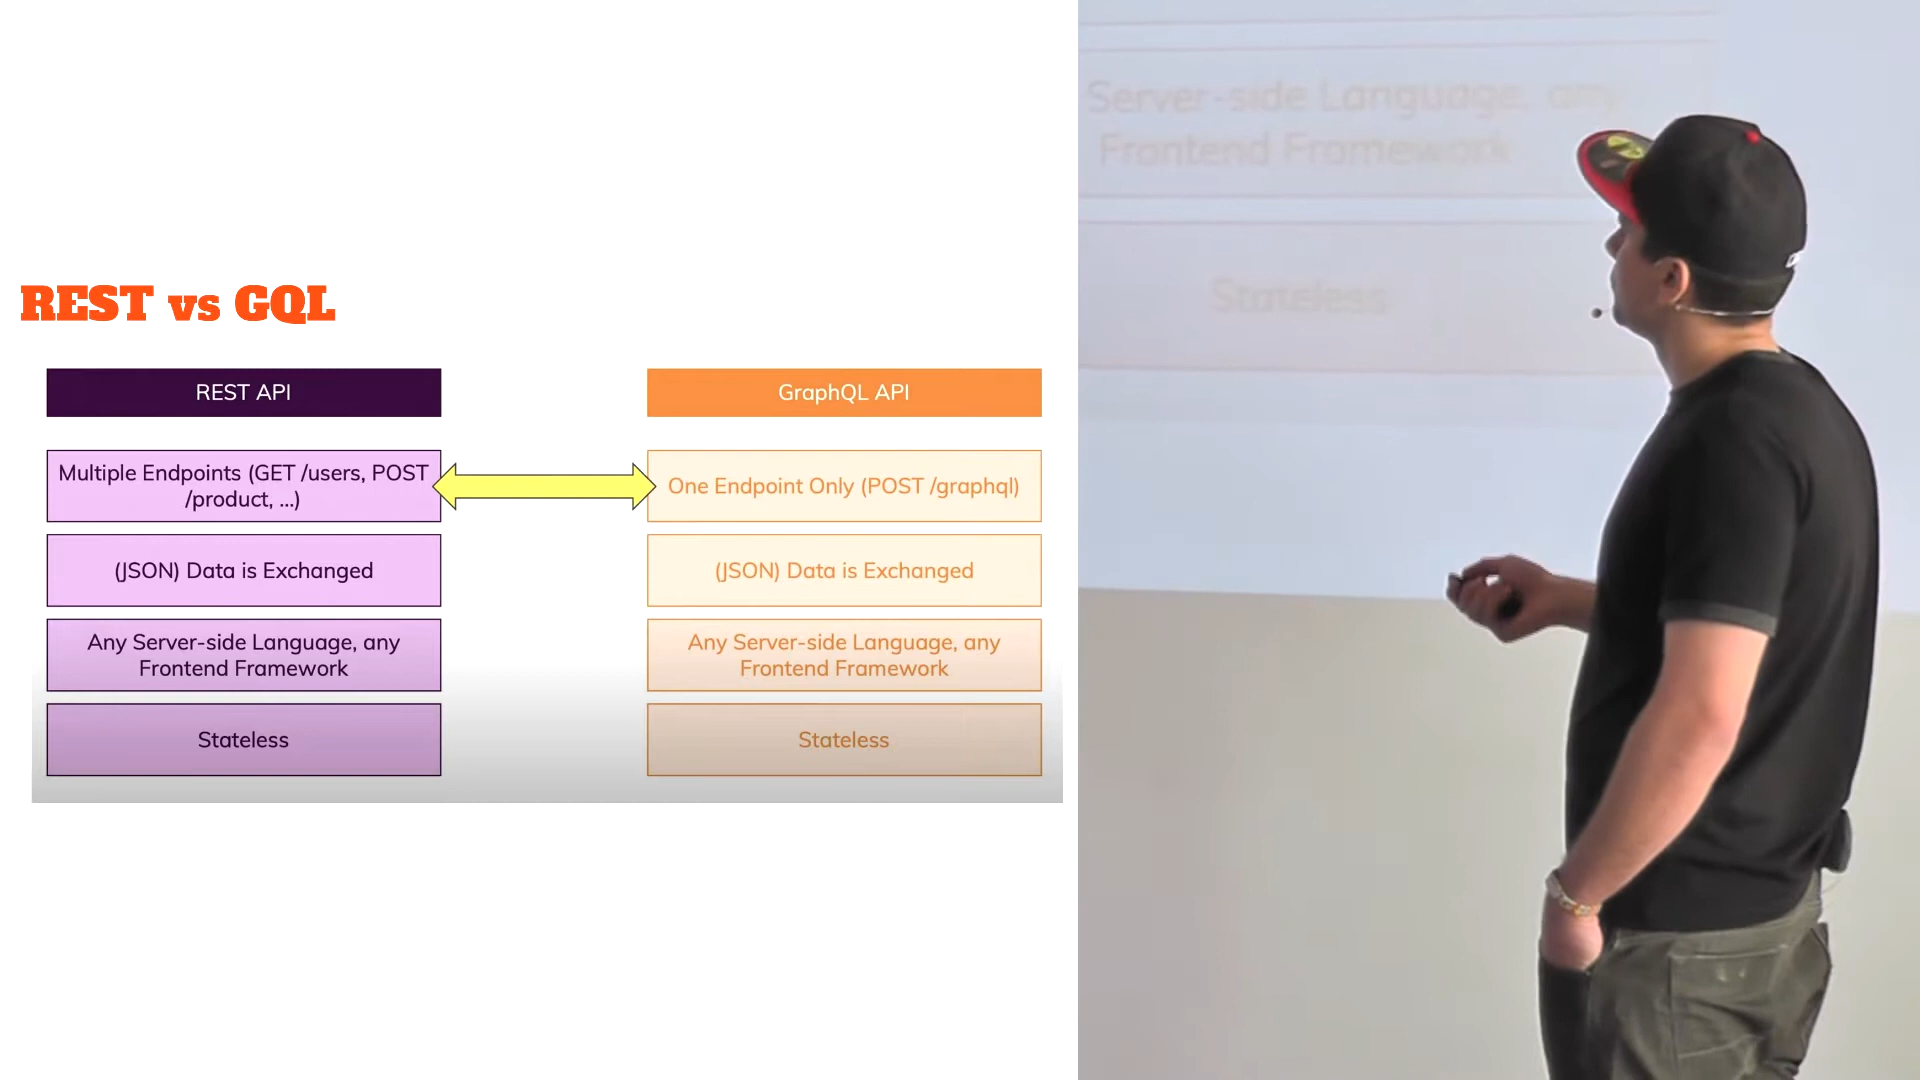 REST vs GQL
REST API
GraphQL API
Multiple Endpoints (GET /users, POST
/product, ...)
One Endpoint Only (POST /graphql)
(JSON) Data is Exchanged
(JSON) Data is Exchanged
Any Server-side Language, any
Frontend Framework
Any Server-side Language, any
Frontend Framework
Stateless
Stateless
Server-side Language, any
Frontend Framework
Stateless